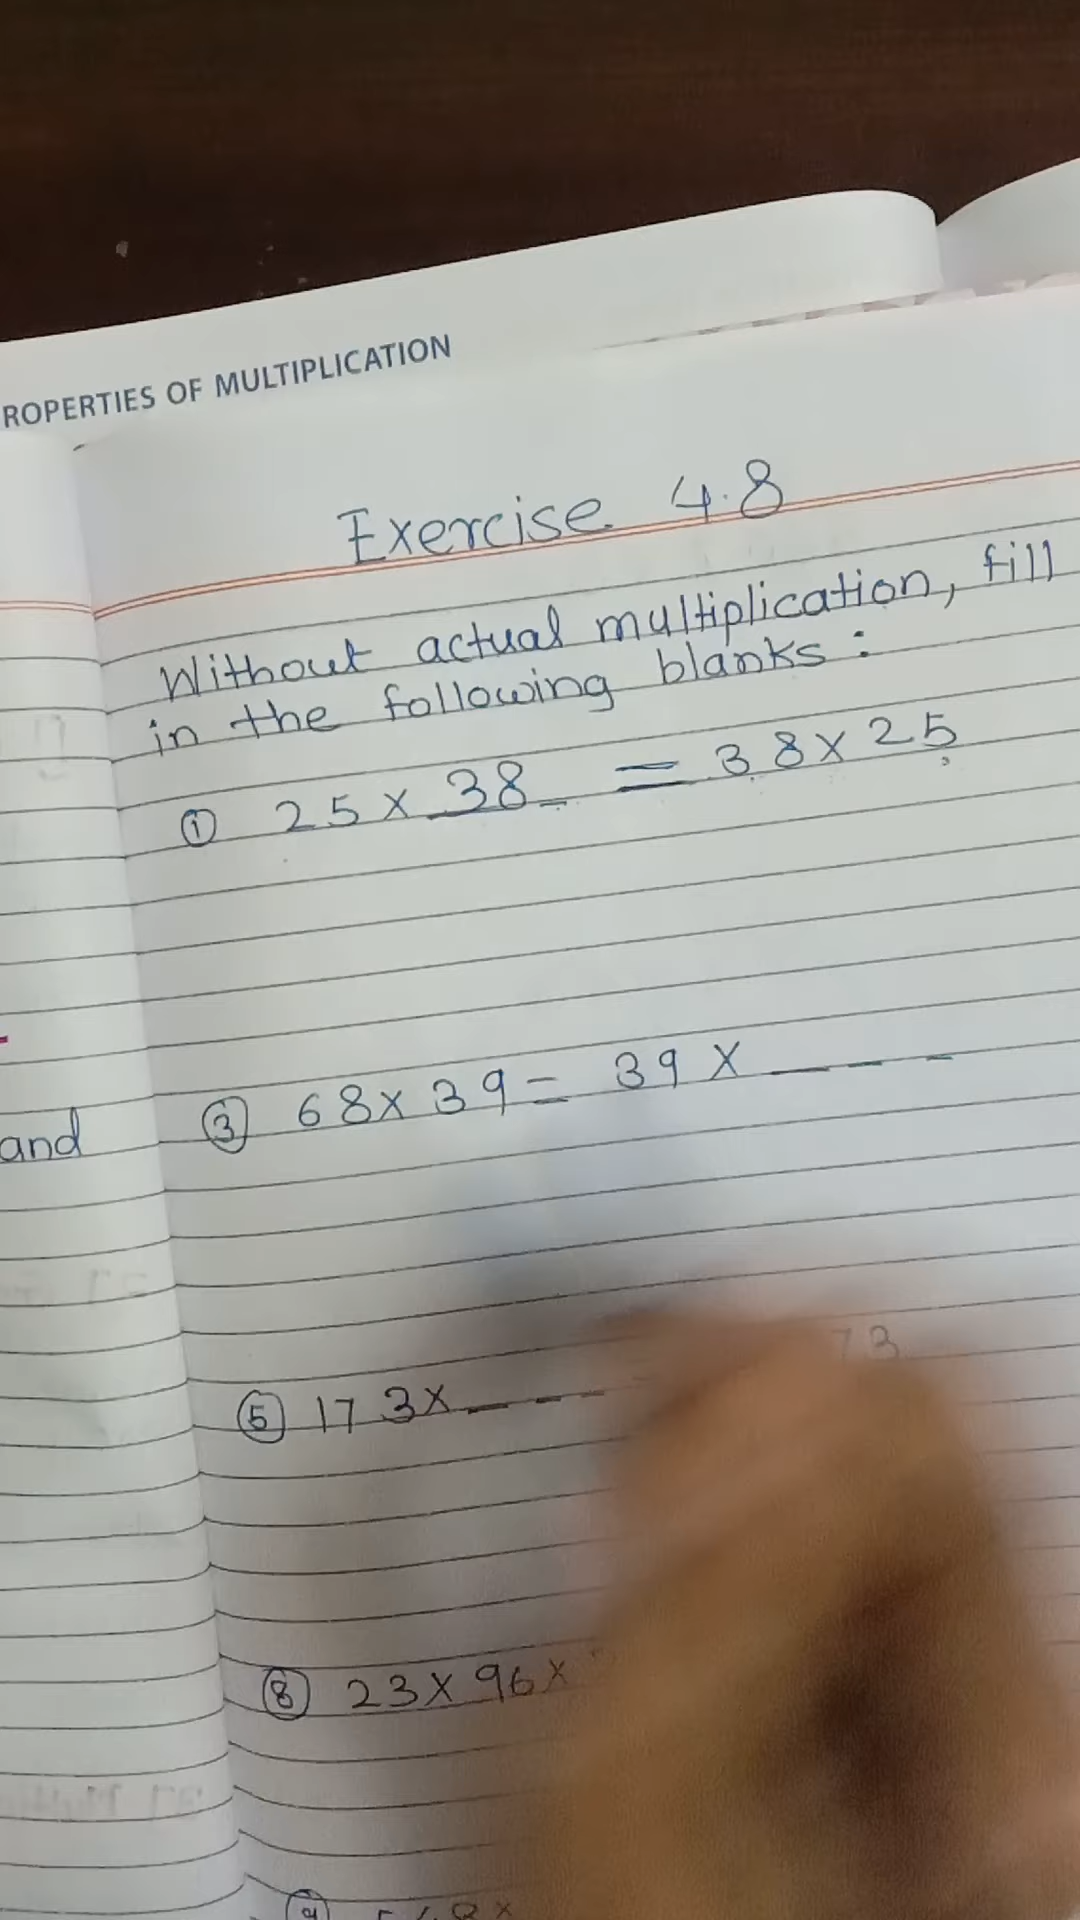 ROPERTIES OF MULTIPLICATION
Exercise 4.8
Without actual multiplication, fill
in the following blanks :
① 25 × 38 = 38 × 25
and
③ 68 × 39 = 39 × _ _ _
⑤ 173 × _ _ _ 73
⑧ 23 × 96 ×